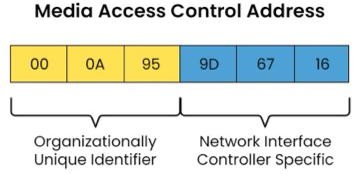 Media Access Control Address
00 0A 95 9D 67 16
Organizationally
Unique Identifier
Network Interface
Controller Specific